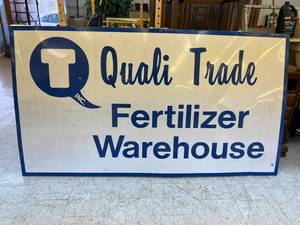 T
INC.
Quali Trade
Fertilizer
Warehouse